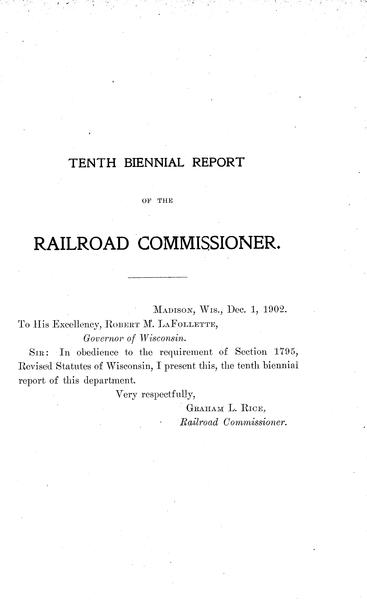 TENTH BIENNIAL REPORT
OF THE
RAILROAD COMMISSIONER.
MADISON, WIS., Dec. 1, 1902.
To His Excellency, ROBERT M. LAFOLLETTE,
Governor of Wisconsin.
SIR: In obedience to the requirement of Section 1795,
Revised Statutes of Wisconsin, I present this, the tenth biennial
report of this department.
Very respectfully,
GRAHAM L. RICE,
Railroad Commissioner.